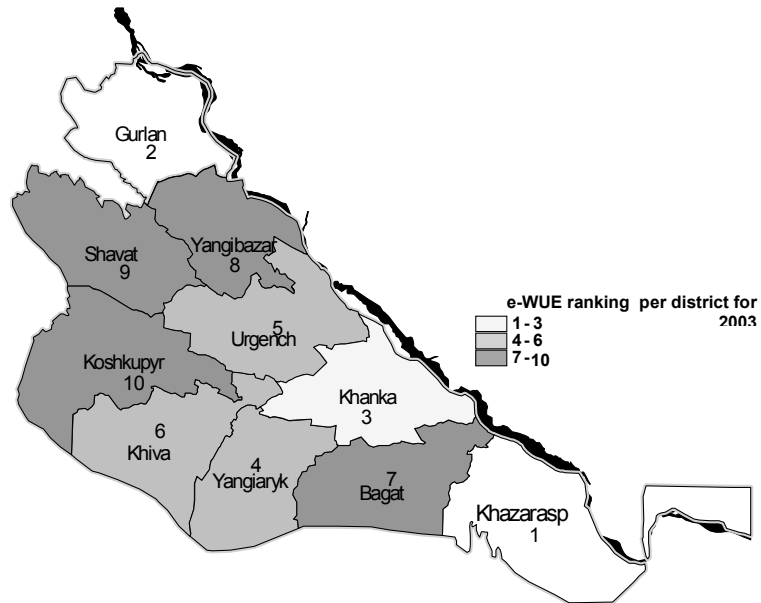 Gurlan
2
Shavat
9
Yangibazar
8
5
Urgench
e-WUE ranking per district for
2003
1 - 3
4 - 6
7 - 10
Koshkupyr
10
Khanka
3
6
Khiva
4
Yangiaryk
7
Bagat
Khazarasp
1